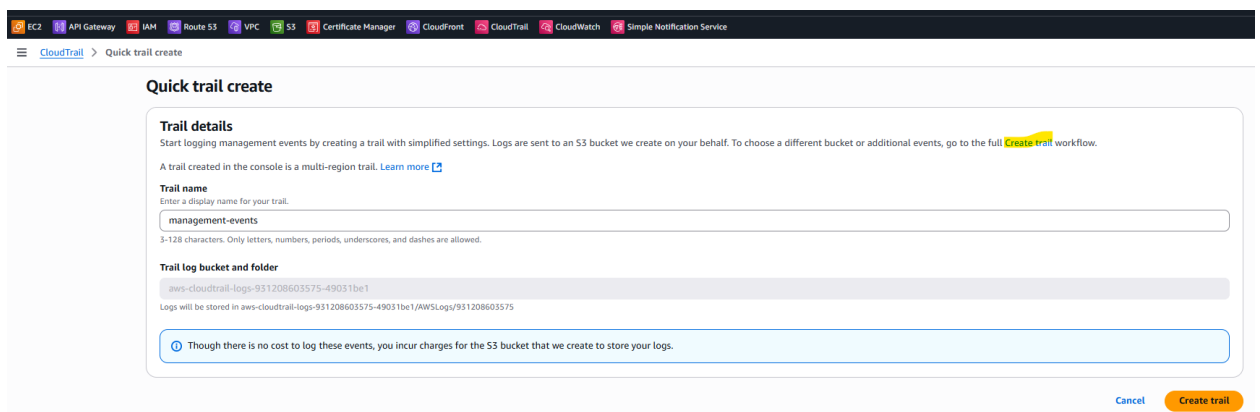 EC2 API Gateway IAM Route 53 VPC S3 Certificate Manager CloudFront CloudTrail CloudWatch Simple Notification Service
CloudTrail > Quick trail create
Quick trail create
Trail details
Start logging management events by creating a trail with simplified settings. Logs are sent to an S3 bucket we create on your behalf. To choose a different bucket or additional events, go to the full Create trail workflow.
A trail created in the console is a multi-region trail. Learn more
Trail name
Enter a display name for your trail.
management-events
3-128 characters. Only letters, numbers, periods, underscores, and dashes are allowed.
Trail log bucket and folder
aws-cloudtrail-logs-931208603575-49031be1
Logs will be stored in aws-cloudtrail-logs-931208603575-49031be1/AWSLogs/931208603575
Though there is no cost to log these events, you incur charges for the S3 bucket that we create to store your logs.
Cancel Create trail